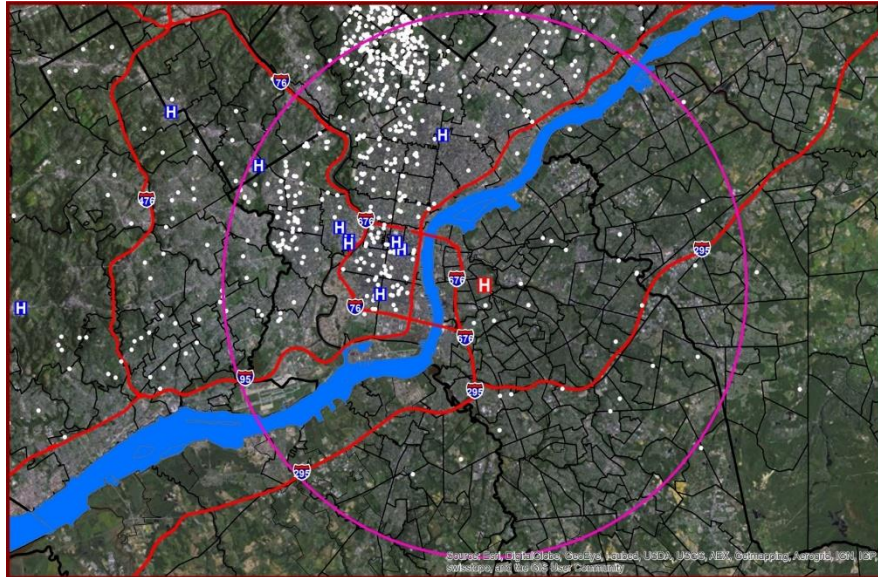 76
H
H
H
476
676
H
H
H
H
295
676
H
H
76
H
676
95
295
295
Source: Esri, DigitalGlobe, GeoEye, i-cubed, USDA, USGS, AEX, Getmapping, Aerogrid, IGN, IGP,
swisstopo, and the GIS User Community